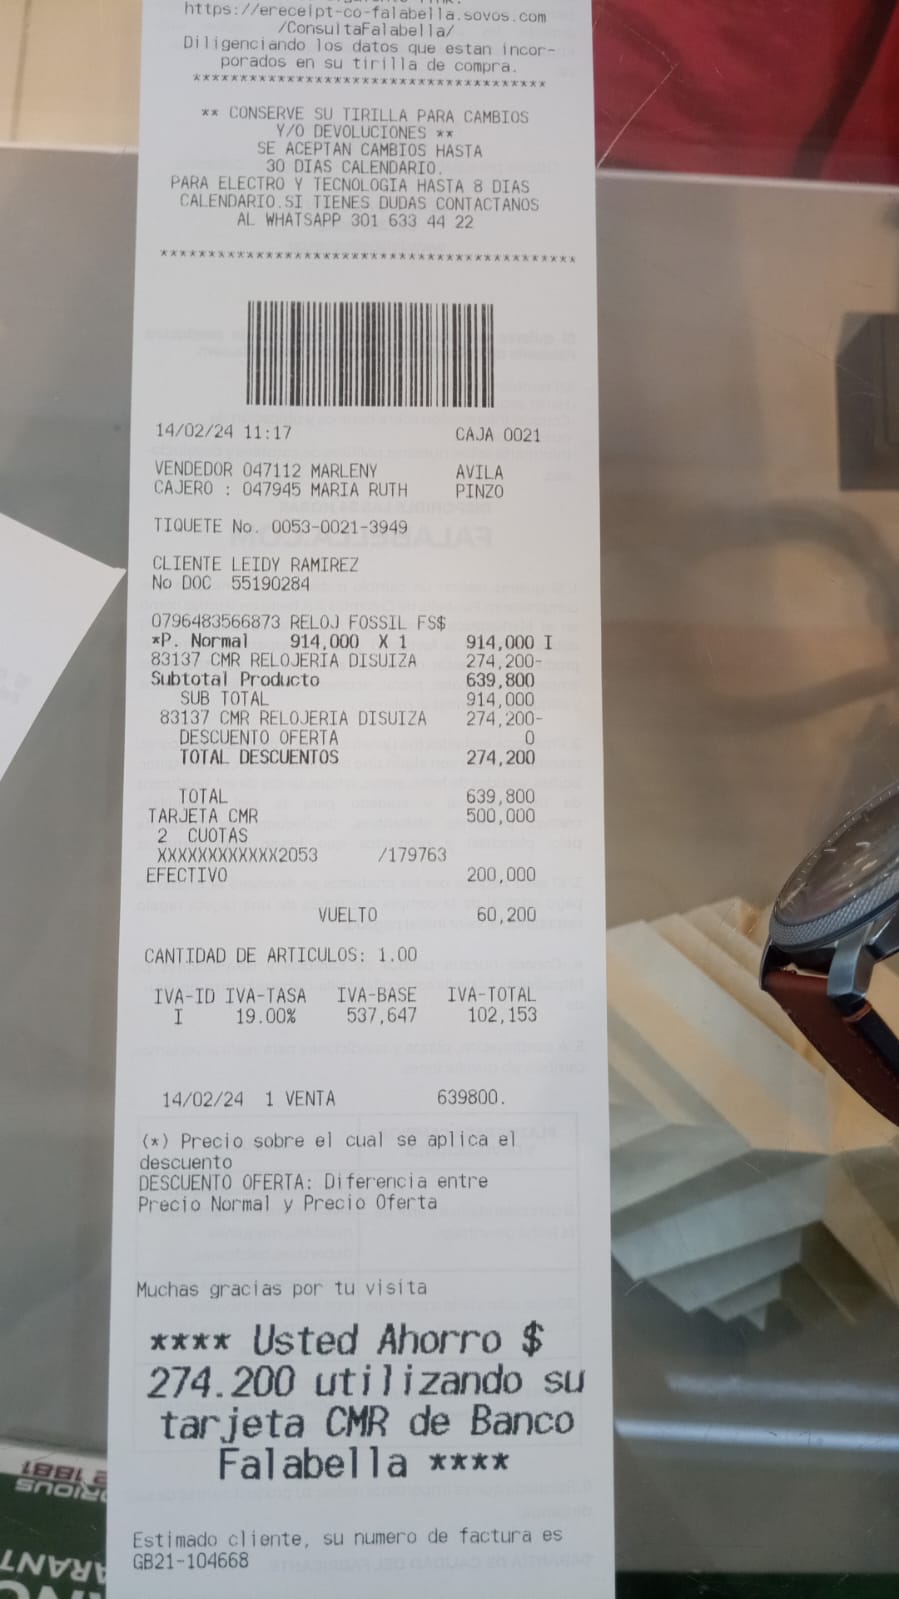 https://ereceipt-co-falabella.sovos.com
/ConsultaFalabella/
Diligenciando los datos que estan incor-
porados en su tirilla de compra.
***************************************
** CONSERVE SU TIRILLA PARA CAMBIOS
Y/O DEVOLUCIONES **
SE ACEPTAN CAMBIOS HASTA
30 DIAS CALENDARIO.
PARA ELECTRO Y TECNOLOGIA HASTA 8 DIAS
CALENDARIO.SI TIENES DUDAS CONTACTANOS
AL WHATSAPP 301 633 44 22
*********************************************
14/02/24 11:17 CAJA 0021
VENDEDOR 047112 MARLENY AVILA
CAJERO : 047945 MARIA RUTH PINZO
TIQUETE No. 0053-0021-3949
CLIENTE LEIDY RAMIREZ
No DOC 55190284
0796483566873 RELOJ FOSSIL FS$
*P. Normal 914,000 X 1 914,000 I
83137 CMR RELOJERIA DISUIZA 274,200-
Subtotal Producto 639,800
SUB TOTAL 914,000
83137 CMR RELOJERIA DISUIZA 274,200-
DESCUENTO OFERTA 0
TOTAL DESCUENTOS 274,200
TOTAL 639,800
TARJETA CMR 500,000
2 CUOTAS
XXXXXXXXXXXX2053 /179763
EFECTIVO 200,000
VUELTO 60,200
CANTIDAD DE ARTICULOS: 1.00
IVA-ID IVA-TASA IVA-BASE IVA-TOTAL
I 19.00% 537,647 102,153
14/02/24 1 VENTA 639800.
(*) Precio sobre el cual se aplica el
descuento
DESCUENTO OFERTA: Diferencia entre
Precio Normal y Precio Oferta
Muchas gracias por tu visita
**** Usted Ahorro $
274.200 utilizando su
tarjeta CMR de Banco
Falabella ****
Estimado cliente, su numero de factura es
GB21-104668